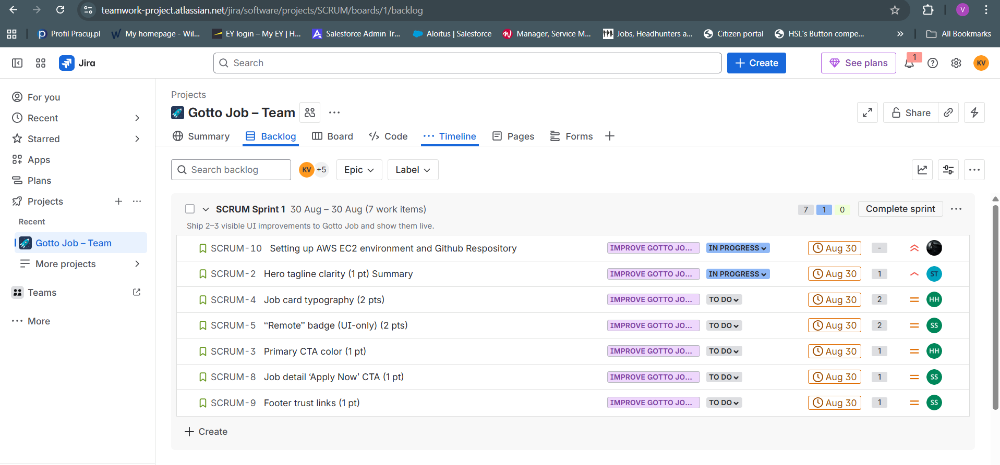 teamwork-project.atlassian.net/jira/software/projects/SCRUM/boards/1/backlog
V
Profil Pracuj.pl
My homepage - Wil...
EY login – My EY | H...
Salesforce Admin Tr...
Aloitus | Salesforce
Manager, Service M...
Jobs, Headhunters a...
Citizen portal
HSL's Button compe...
All Bookmarks
Jira
Search
Create
See plans
1
KV
For you
Recent
Starred
Apps
Plans
Projects
Recent
Gotto Job – Team
More projects
Teams
More
Projects
Gotto Job – Team
Share
Summary
Backlog
Board
Code
Timeline
Pages
Forms
Search backlog
KV
+5
Epic
Label
SCRUM Sprint 1 30 Aug – 30 Aug (7 work items)
7 1 0
Complete sprint
Ship 2–3 visible UI improvements to Gotto Job and show them live.
SCRUM-10 Setting up AWS EC2 environment and Github Respository IMPROVE GOTTO JO... IN PROGRESS Aug 30 -
SCRUM-2 Hero tagline clarity (1 pt) Summary IMPROVE GOTTO JO... IN PROGRESS Aug 30 1 ST
SCRUM-4 Job card typography (2 pts) IMPROVE GOTTO JO... TO DO Aug 30 2 HH
SCRUM-5 “Remote” badge (UI-only) (2 pts) IMPROVE GOTTO JO... TO DO Aug 30 2 SS
SCRUM-3 Primary CTA color (1 pt) IMPROVE GOTTO JO... TO DO Aug 30 1 HH
SCRUM-8 Job detail ‘Apply Now’ CTA (1 pt) IMPROVE GOTTO JO... TO DO Aug 30 1 SS
SCRUM-9 Footer trust links (1 pt) IMPROVE GOTTO JO... TO DO Aug 30 1 SS
Create